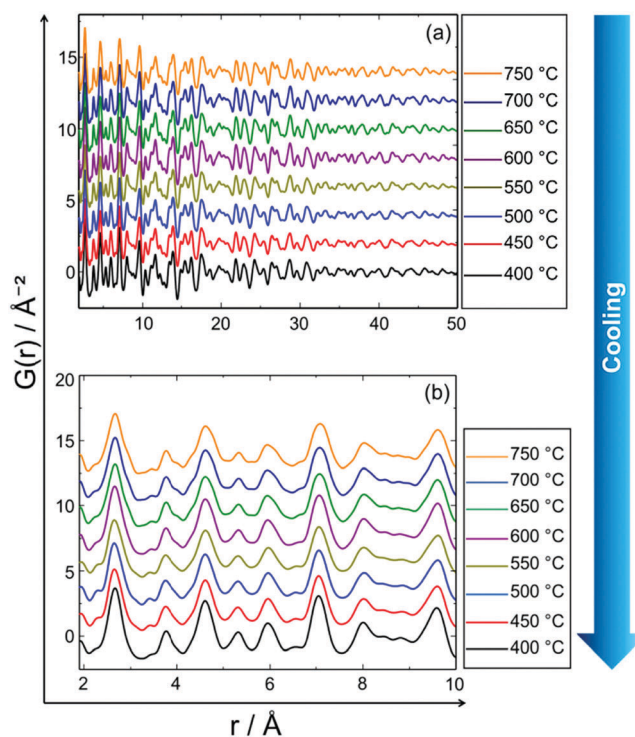 (a)
15
10
5
0
10 20 30 40 50
750 °C
700 °C
650 °C
600 °C
550 °C
500 °C
450 °C
400 °C
Cooling
G(r) / Å⁻²
(b)
20
15
10
5
0
2 4 6 8 10
750 °C
700 °C
650 °C
600 °C
550 °C
500 °C
450 °C
400 °C
r / Å